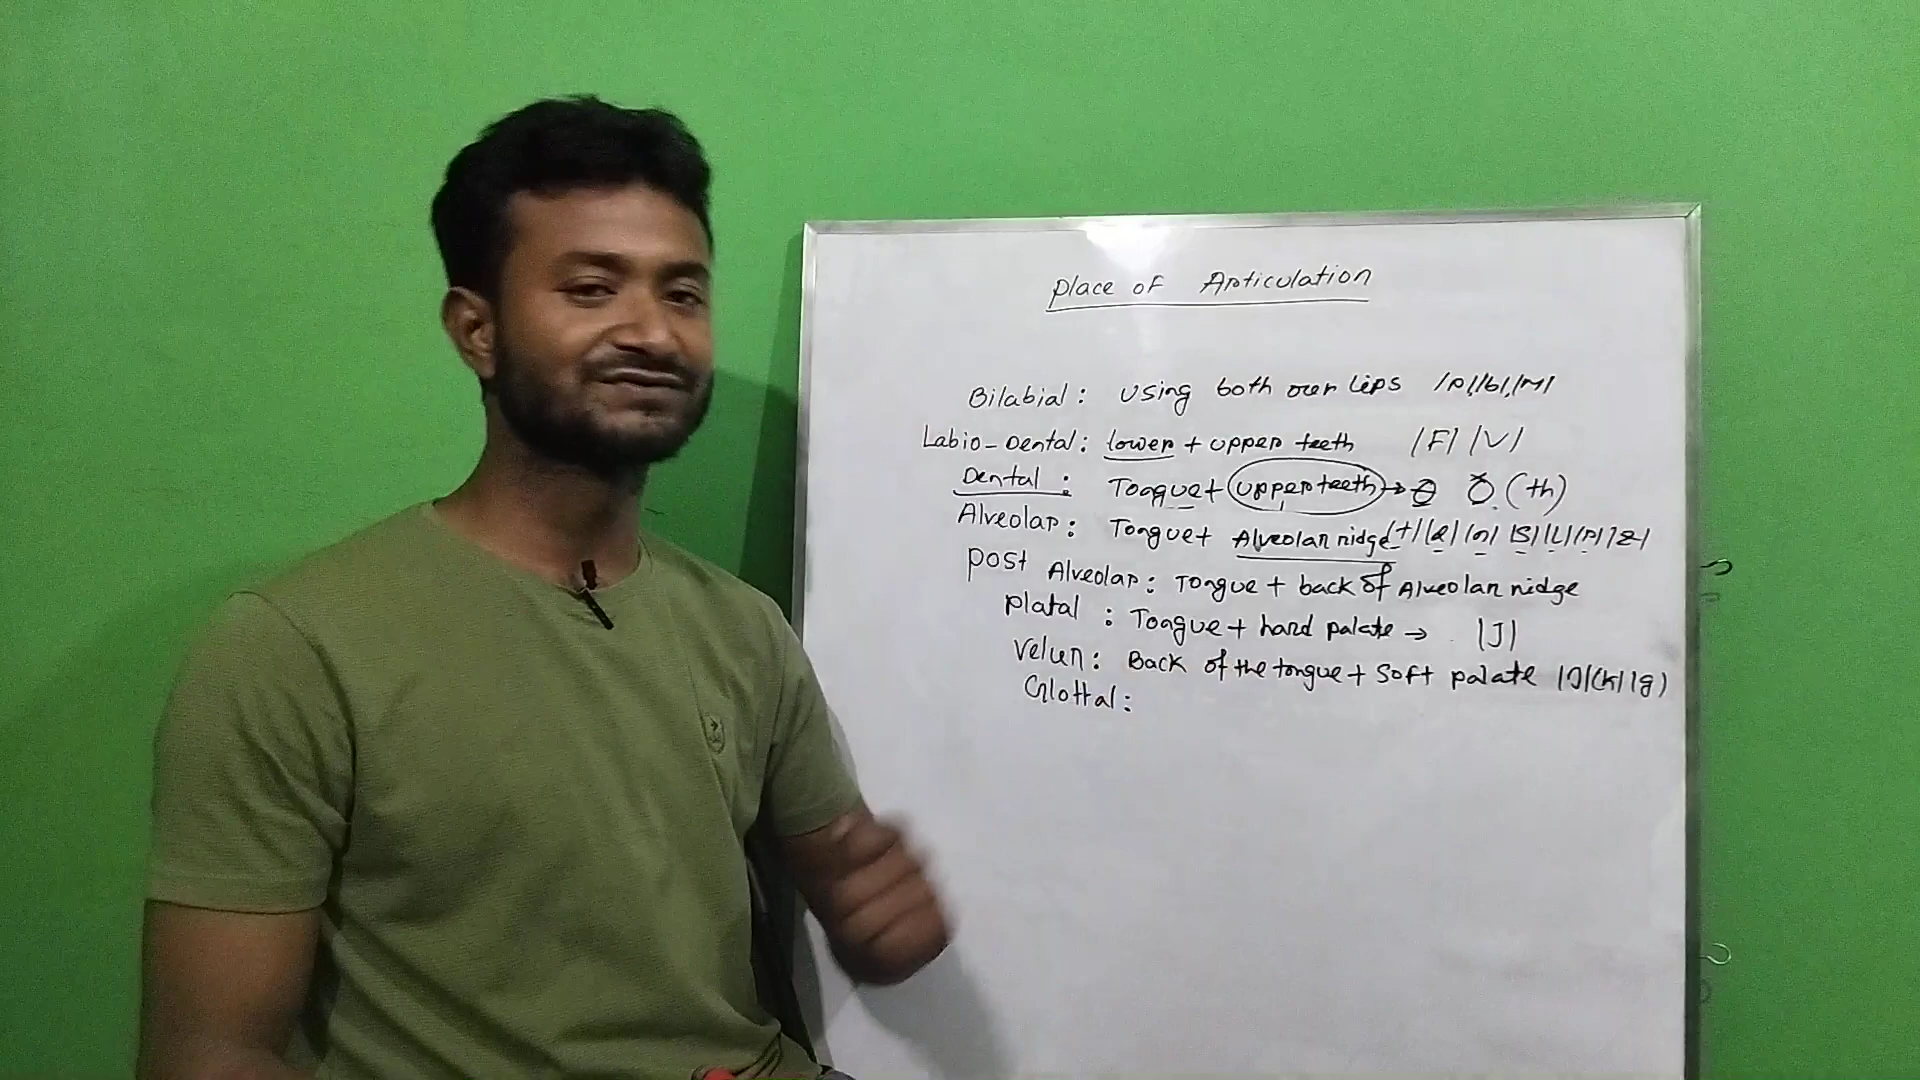 Place of Articulation
Bilabial: Using both our Lips /P//b//M/
Labio-Dental: lower + upper teeth /F/ /V/
Dental: Tongue + upper teeth → θ ð (th)
Alveolar: Tongue + Alveolar ridge /t/ /d/ /n/ /S/ /L/ /r/ /z/
post Alveolar: Tongue + back of Alveolar ridge
platal: Tongue + hard palate → /J/
velum: Back of the tongue + Soft palate /k/ /g)
Glottal: